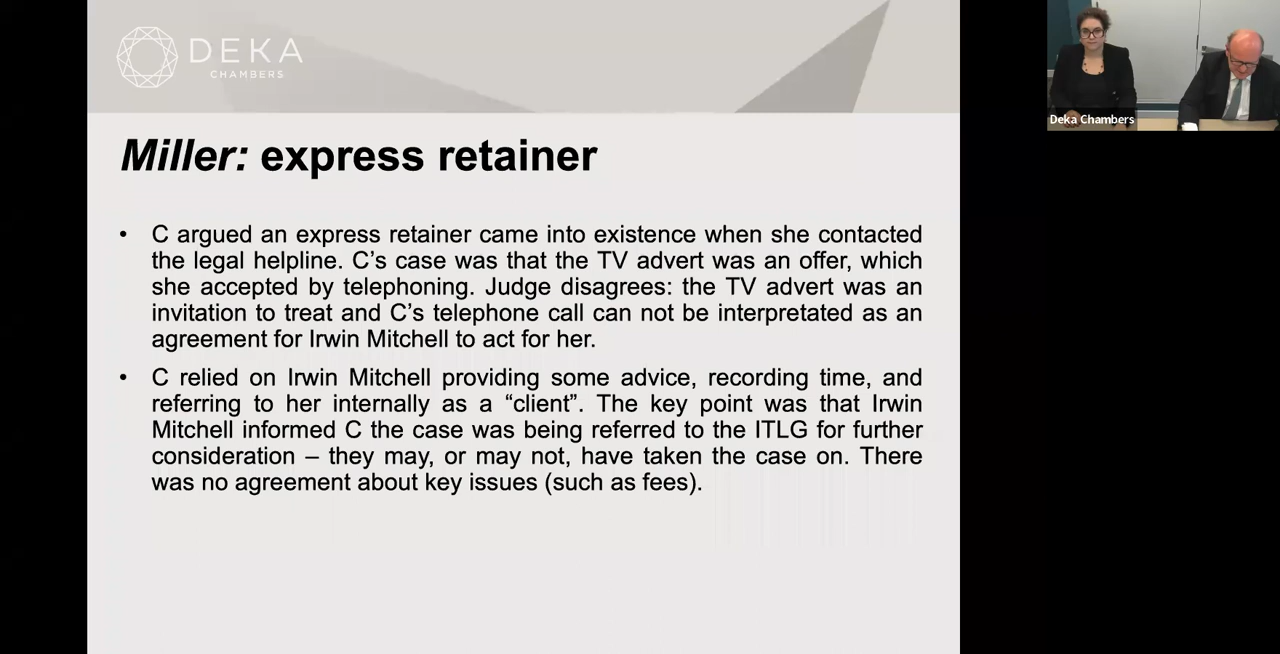 DEKA
CHAMBERS
Deka Chambers
Miller: express retainer
• C argued an express retainer came into existence when she contacted
the legal helpline. C’s case was that the TV advert was an offer, which
she accepted by telephoning. Judge disagrees: the TV advert was an
invitation to treat and C’s telephone call can not be interpretated as an
agreement for Irwin Mitchell to act for her.
• C relied on Irwin Mitchell providing some advice, recording time, and
referring to her internally as a “client”. The key point was that Irwin
Mitchell informed C the case was being referred to the ITLG for further
consideration – they may, or may not, have taken the case on. There
was no agreement about key issues (such as fees).